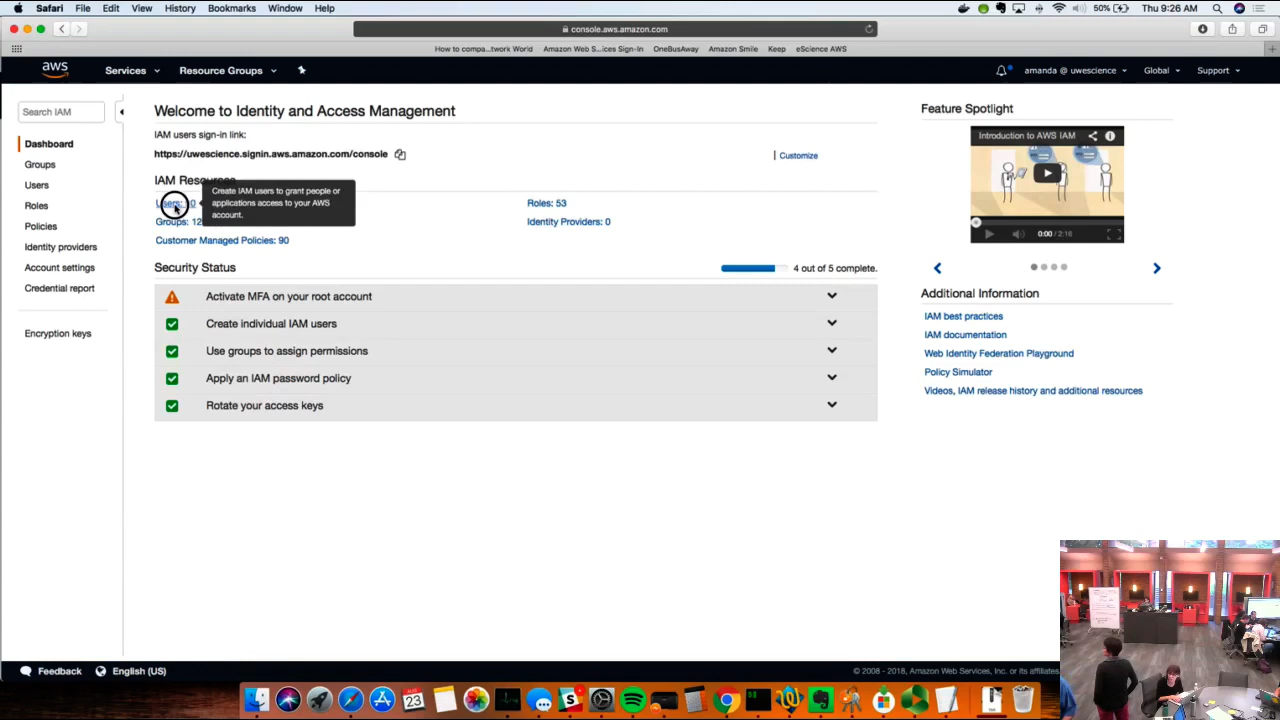 Safari File Edit View History Bookmarks Window Help
50% Thu 9:26 AM
console.aws.amazon.com
How to compa...twork World Amazon Web S...ices Sign-In OneBusAway Amazon Smile Keep eScience AWS
aws Services Resource Groups amanda @ uwescience Global Support
Search IAM
Dashboard
Groups
Users
Roles
Policies
Identity providers
Account settings
Credential report
Encryption keys
Welcome to Identity and Access Management
IAM users sign-in link:
https://uwescience.signin.aws.amazon.com/console
Customize
IAM
Create IAM users to grant people or
applications access to your AWS
account.
Users:
Roles: 53
Groups: 12
Identity Providers: 0
Customer Managed Policies: 90
Security Status
4 out of 5 complete.
Activate MFA on your root account
Create individual IAM users
Use groups to assign permissions
Apply an IAM password policy
Rotate your access keys
Feature Spotlight
Introduction to AWS IAM
0:00 / 2:16
Additional Information
IAM best practices
IAM documentation
Web Identity Federation Playground
Policy Simulator
Videos, IAM release history and additional resources
Feedback English (US)
© 2008 - 2018, Amazon Web Services, Inc. or its affiliates
AUG
23